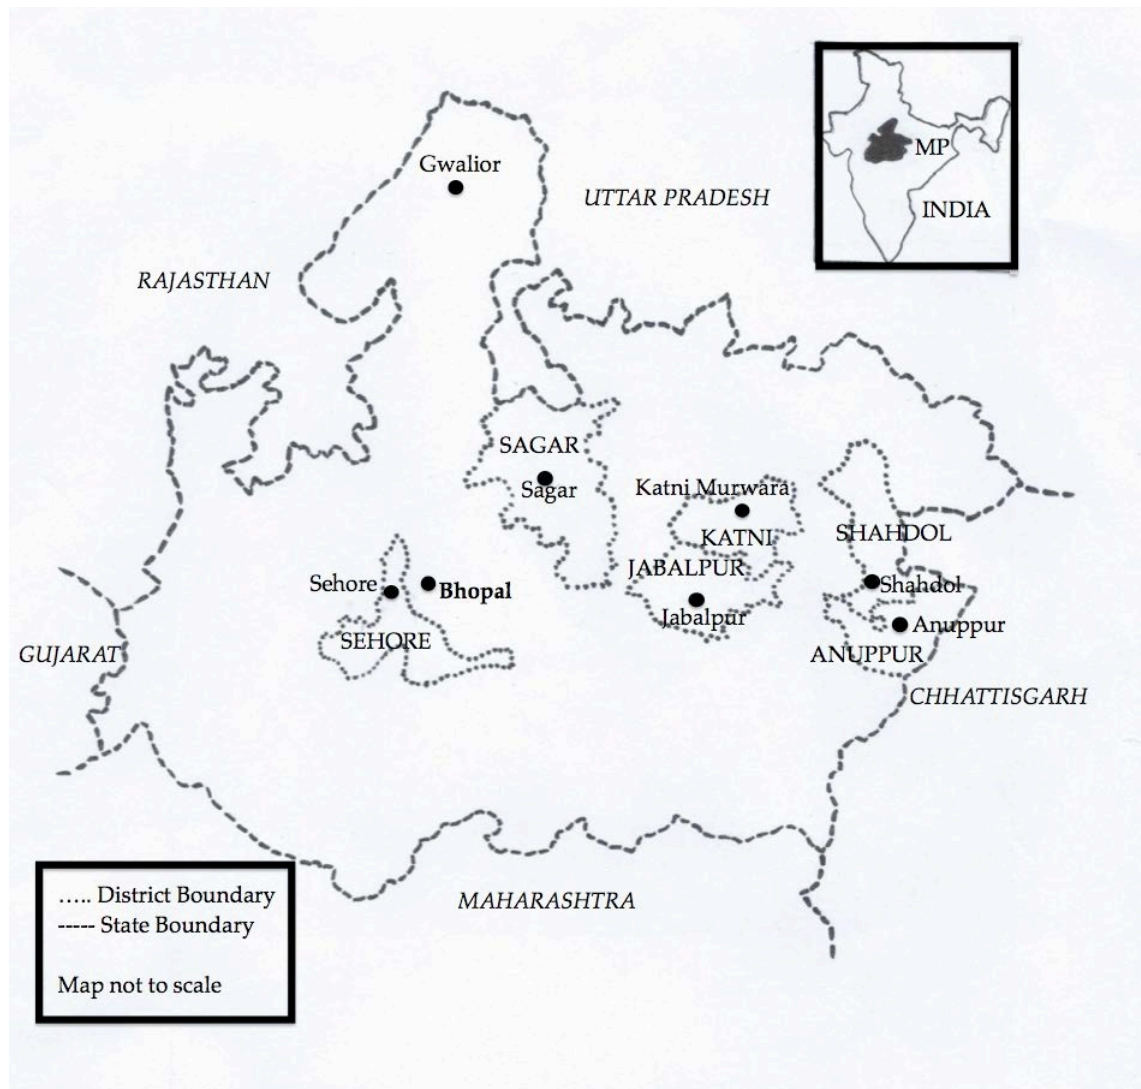 Gwalior
UTTAR PRADESH
MP
INDIA
RAJASTHAN
SAGAR
Sagar
Katni Murwara
KATNI
SHAHDOL
JABALPUR
Shahdol
Sehore
Bhopal
Jabalpur
Anuppur
SEHORE
GUJARAT
ANUPPUR
CHHATTISGARH
MAHARASHTRA
..... District Boundary
----- State Boundary
Map not to scale